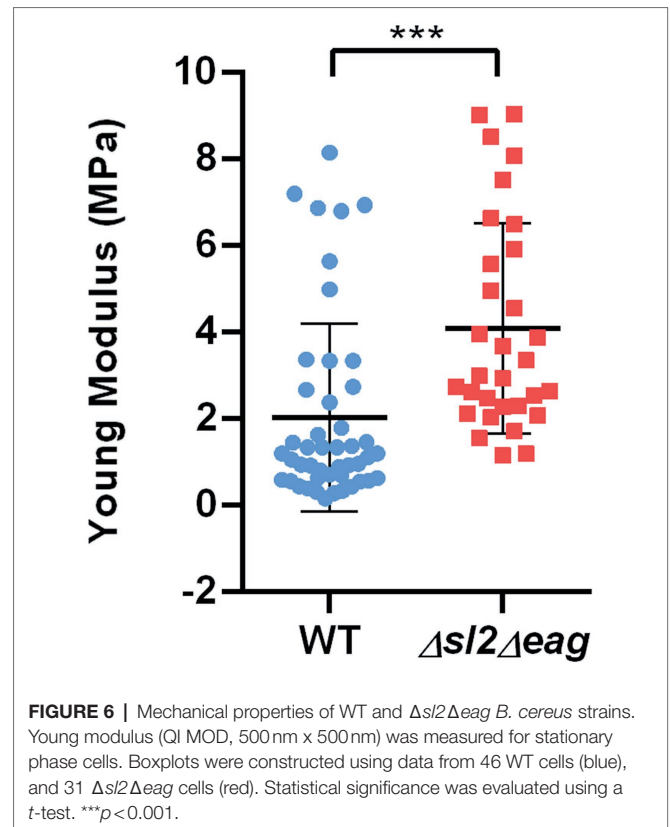 ***
10
8
6
4
2
0
-2
Young Modulus (MPa)
WT
Δsl2Δeag
FIGURE 6 | Mechanical properties of WT and Δsl2Δeag B. cereus strains.
Young modulus (QI MOD, 500 nm x 500 nm) was measured for stationary
phase cells. Boxplots were constructed using data from 46 WT cells (blue),
and 31 Δsl2Δeag cells (red). Statistical significance was evaluated using a
t-test. ***p < 0.001.